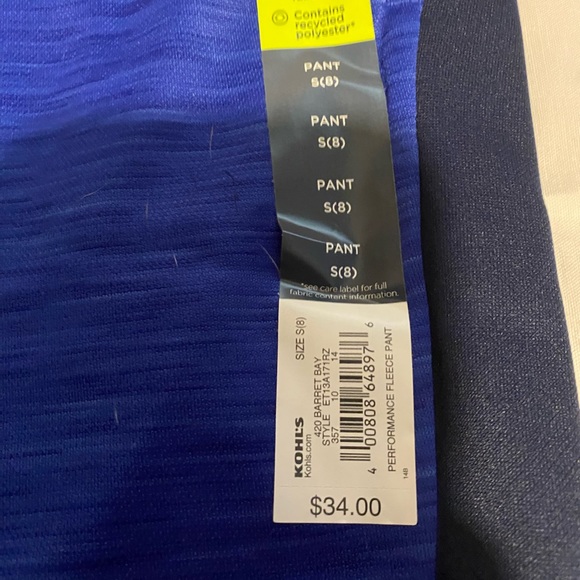 Contains
recycled
polyester*
PANT
S(8)
PANT
S(8)
PANT
S(8)
PANT
S(8)
*see care label for full
fabric content information.
KOHL'S
Kohls.com
SIZE S(8)
420 BARRET BAY
STYLE ET13A171RZ
357 10 14
4 00808 64897 6
PERFORMANCE FLEECE PANT
14B
$34.00